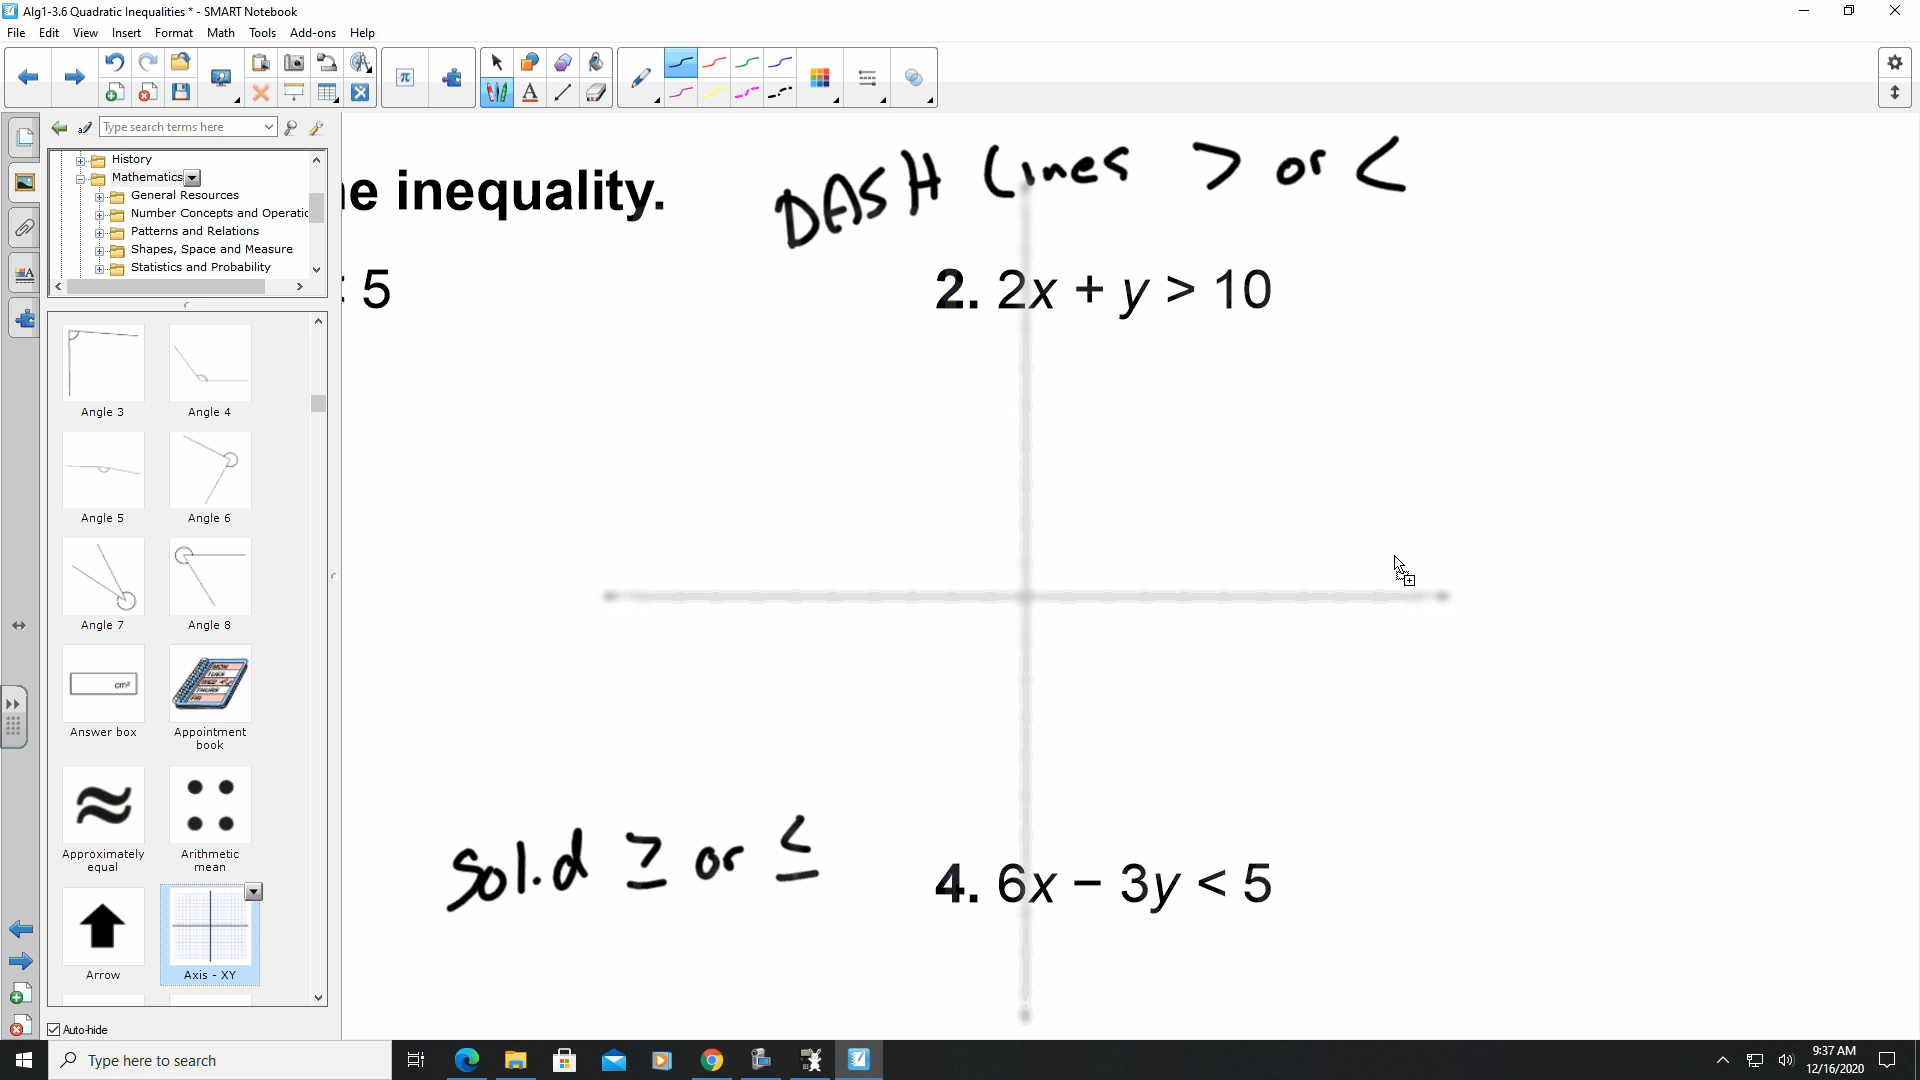 Alg1-3.6 Quadratic Inequalities * - SMART Notebook
File Edit View Insert Format Math Tools Add-ons Help
Type search terms here
History
Mathematics
General Resources
Number Concepts and Operatic
Patterns and Relations
Shapes, Space and Measure
Statistics and Probability
Angle 3 Angle 4
Angle 5 Angle 6
Angle 7 Angle 8
cm²
Answer box Appointment book
Approximately equal Arithmetic mean
Arrow Axis - XY
Auto-hide
e inequality.
DASH Lines > or <
5
2. 2x + y > 10
Solid ≥ or ≤
4. 6x − 3y < 5
Type here to search
9:37 AM
12/16/2020